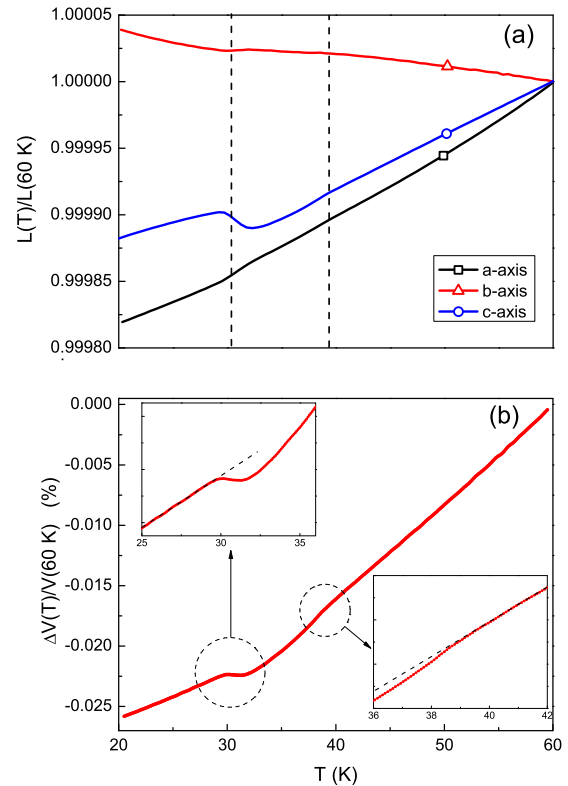 1.00005
(a)
1.00000
0.99995
0.99990
0.99985
0.99980
L(T)/L(60 K)
a-axis
b-axis
c-axis
(b)
0.000
-0.005
-0.010
-0.015
-0.020
-0.025
ΔV(T)/V(60 K) (%)
25 30 35
36 38 40 42
20 30 40 50 60
T (K)